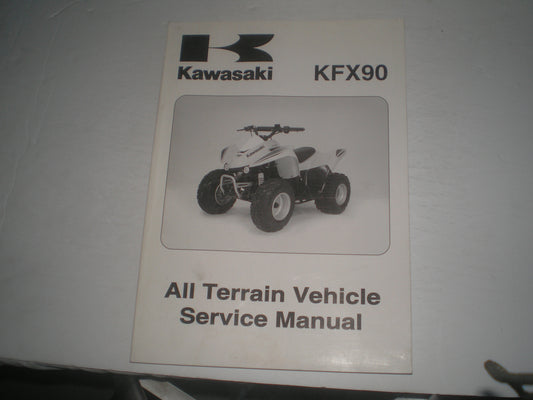 Kawasaki KFX90
All Terrain Vehicle
Service Manual